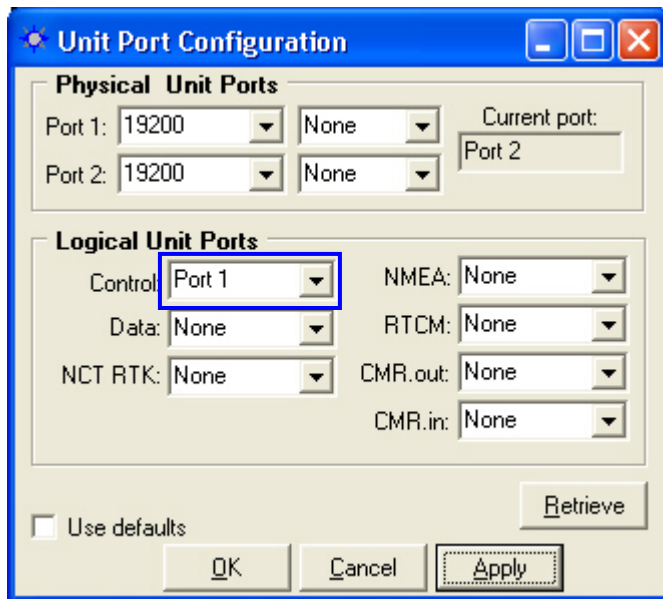 Unit Port Configuration
Physical Unit Ports
Port 1: 19200 None
Current port:
Port 2
Port 2: 19200 None
Logical Unit Ports
Control: Port 1
NMEA: None
Data: None
RTCM: None
NCT RTK: None
CMR.out: None
CMR.in: None
Retrieve
Use defaults
OK Cancel Apply